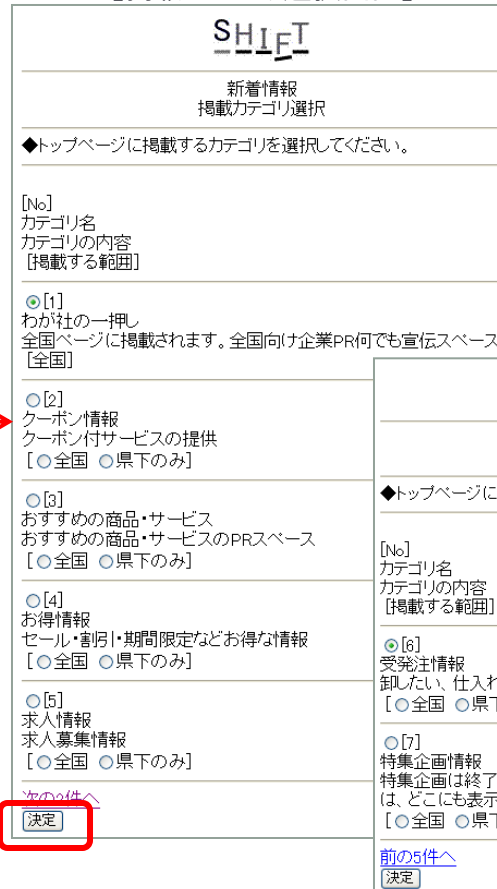 SHIFT
新着情報
掲載カテゴリ選択
◆トップページに掲載するカテゴリを選択してください。
[No]
カテゴリ名
カテゴリの内容
[掲載する範囲]
[1]
わが社の一押し
全国ページに掲載されます。全国向け企業PR何でも宣伝スペース
[全国]
[2]
クーポン情報
クーポン付サービスの提供
[○全国 ○県下のみ]
[3]
おすすめの商品・サービス
おすすめの商品・サービスのPRスペース
[○全国 ○県下のみ]
[4]
お得情報
セール・割引・期間限定などお得な情報
[○全国 ○県下のみ]
[5]
求人情報
求人募集情報
[○全国 ○県下のみ]
次の2件へ
決定
◆トップページに
[No]
カテゴリ名
カテゴリの内容
[掲載する範囲]
[6]
受発注情報
卸したい、仕入れ
[○全国 ○県下
[7]
特集企画情報
特集企画は終了
は、どこにも表示
[○全国 ○県下
前の5件へ
決定